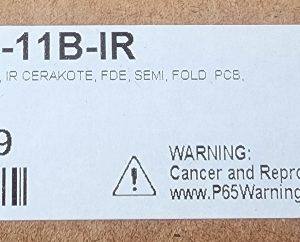 -11B-IR
, IR CERAKOTE, FDE, SEMI, FOLD PCB,
9
WARNING:
Cancer and Repro
www.P65Warning